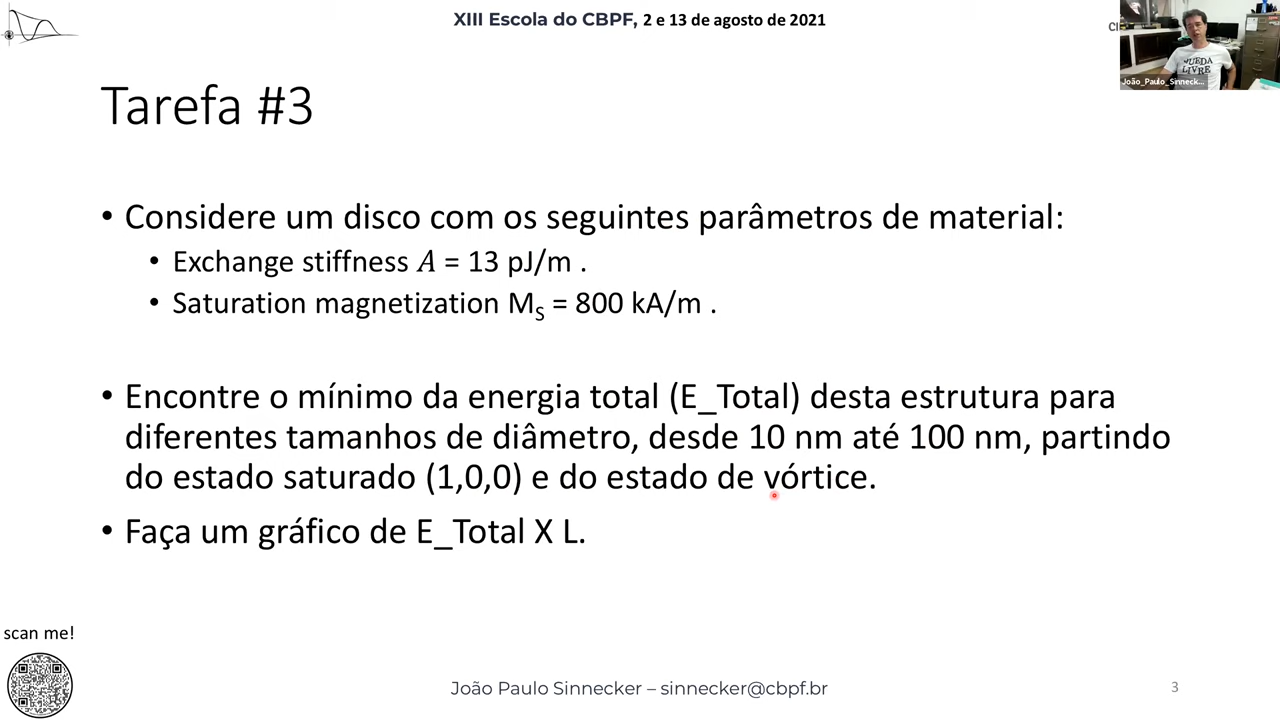 XIII Escola do CBPF, 2 e 13 de agosto de 2021
JUEDA
LIVRE
João_Paulo_Sinneck...
Tarefa #3
• Considere um disco com os seguintes parâmetros de material:
• Exchange stiffness A = 13 pJ/m .
• Saturation magnetization MS = 800 kA/m .
• Encontre o mínimo da energia total (E_Total) desta estrutura para
diferentes tamanhos de diâmetro, desde 10 nm até 100 nm, partindo
do estado saturado (1,0,0) e do estado de vórtice.
• Faça um gráfico de E_Total X L.
scan me!
João Paulo Sinnecker – sinnecker@cbpf.br
3